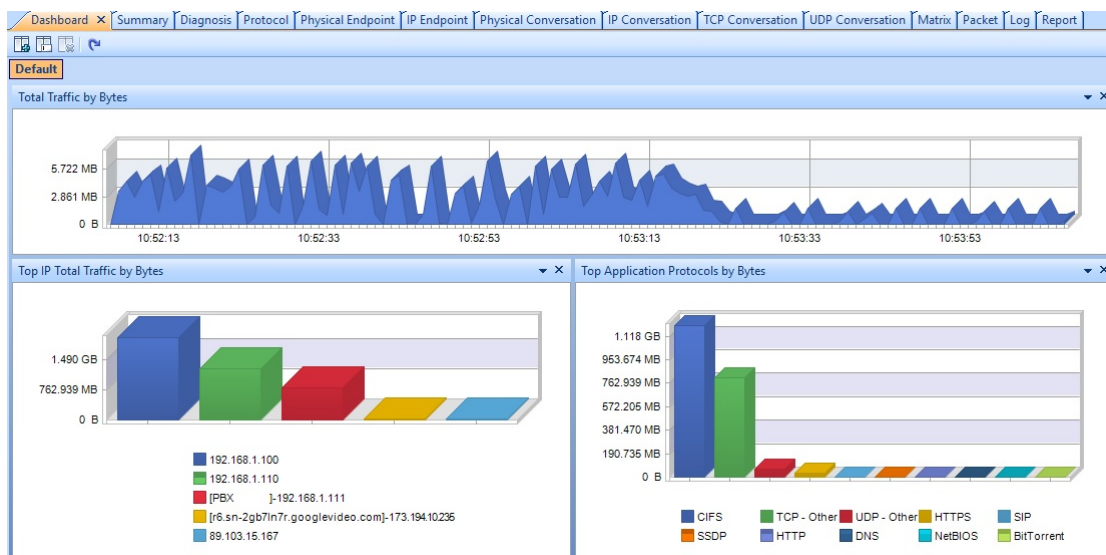 Dashboard × Summary Diagnosis Protocol Physical Endpoint IP Endpoint Physical Conversation IP Conversation TCP Conversation UDP Conversation Matrix Packet Log Report
Default
Total Traffic by Bytes
6.722 MB
2.861 MB
0 B
10:52:13 10:52:33 10:52:53 10:53:13 10:53:33 10:53:53
Top IP Total Traffic by Bytes
1.490 GB
762.939 MB
0 B
192.168.1.100
192.168.1.110
[PBX ]-192.168.1.111
[r6.sn-2gb7ln7r.googlevideo.com]-173.194.10.235
89.103.15.167
Top Application Protocols by Bytes
1.118 GB
953.674 MB
762.939 MB
572.205 MB
381.470 MB
190.735 MB
0 B
CIFS TCP - Other UDP - Other HTTPS SIP
SSDP HTTP DNS NetBIOS BitTorrent